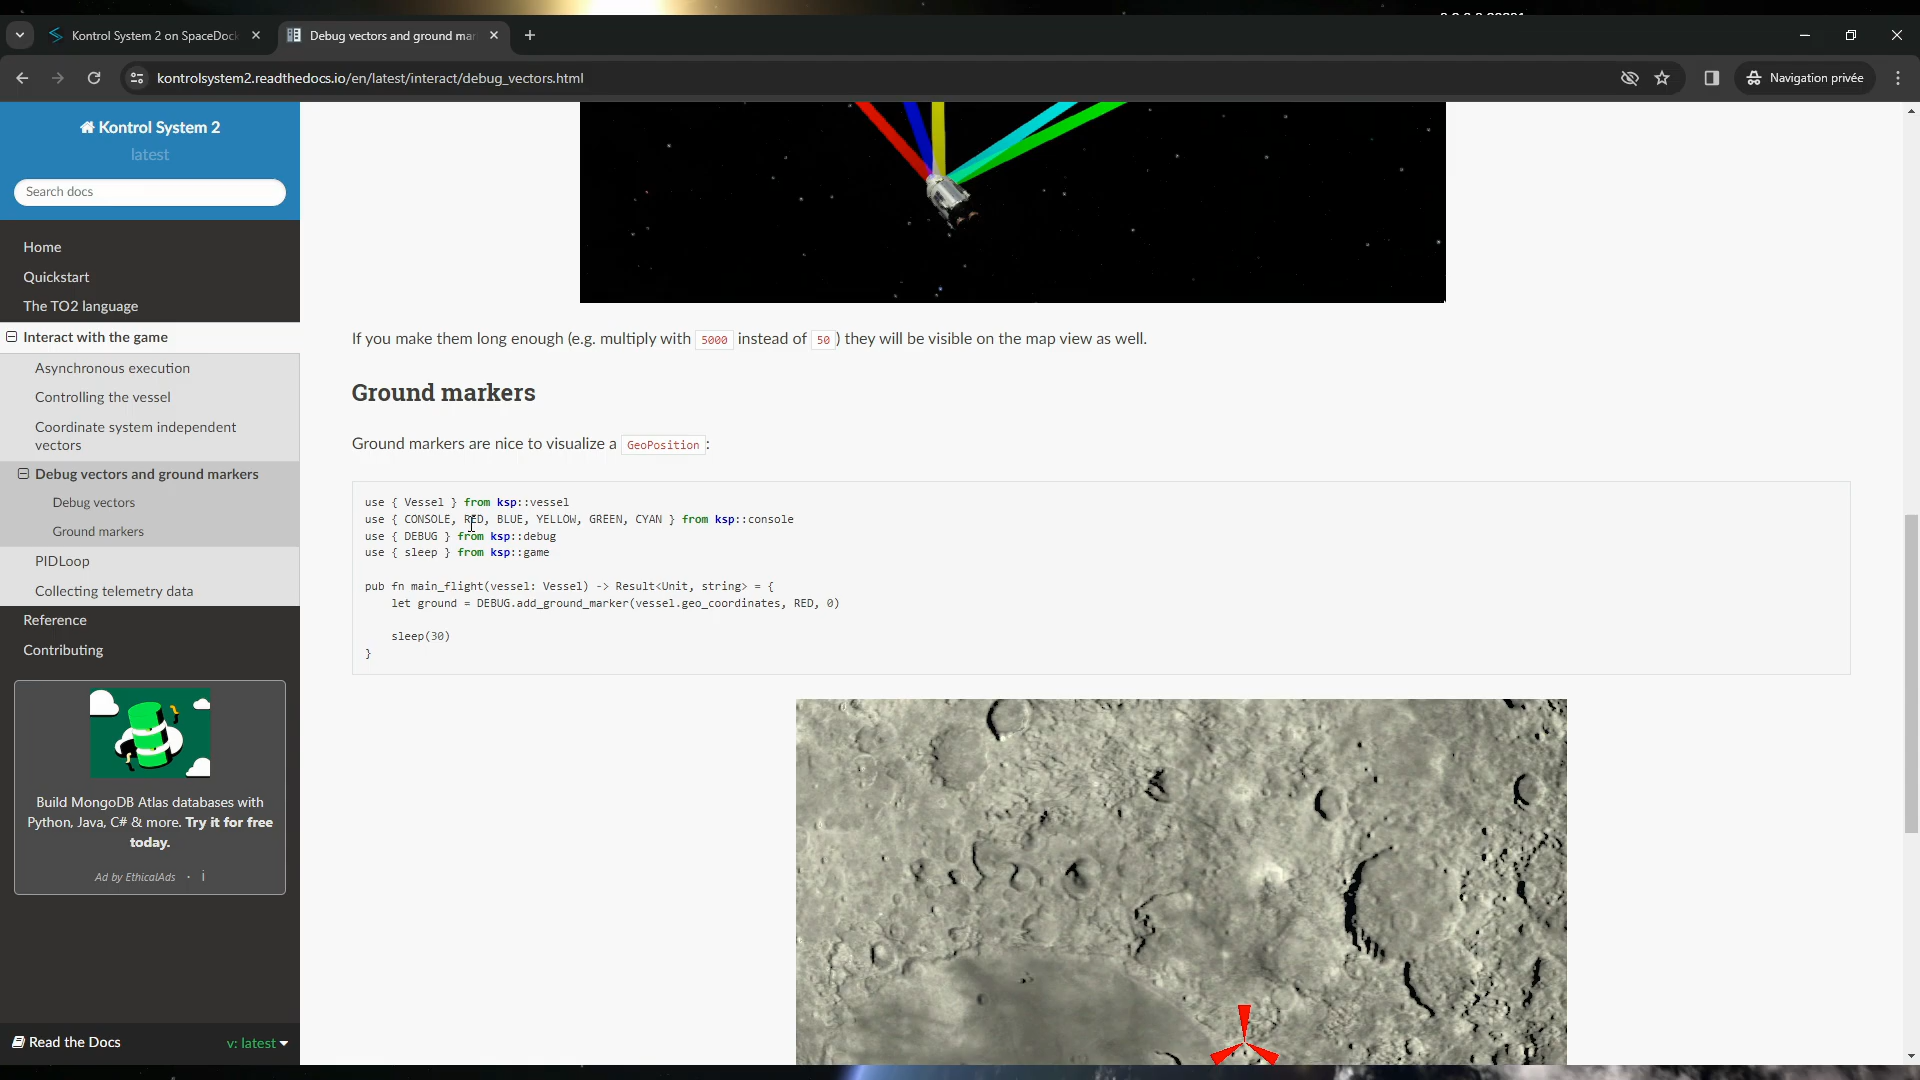 Kontrol System 2 on SpaceDock
Debug vectors and ground mar
kontrolsystem2.readthedocs.io/en/latest/interact/debug_vectors.html
Navigation privée
Kontrol System 2
latest
Search docs
Home
Quickstart
The TO2 language
Interact with the game
Asynchronous execution
Controlling the vessel
Coordinate system independent
vectors
Debug vectors and ground markers
Debug vectors
Ground markers
PIDLoop
Collecting telemetry data
Reference
Contributing
Build MongoDB Atlas databases with
Python, Java, C# & more. Try it for free
today.
Ad by EthicalAds · i
Read the Docs
v: latest
If you make them long enough (e.g. multiply with 5000 instead of 50 ) they will be visible on the map view as well.
Ground markers
Ground markers are nice to visualize a GeoPosition :
use { Vessel } from ksp::vessel
use { CONSOLE, RED, BLUE, YELLOW, GREEN, CYAN } from ksp::console
use { DEBUG } from ksp::debug
use { sleep } from ksp::game
pub fn main_flight(vessel: Vessel) -> Result<Unit, string> = {
let ground = DEBUG.add_ground_marker(vessel.geo_coordinates, RED, 0)
sleep(30)
}